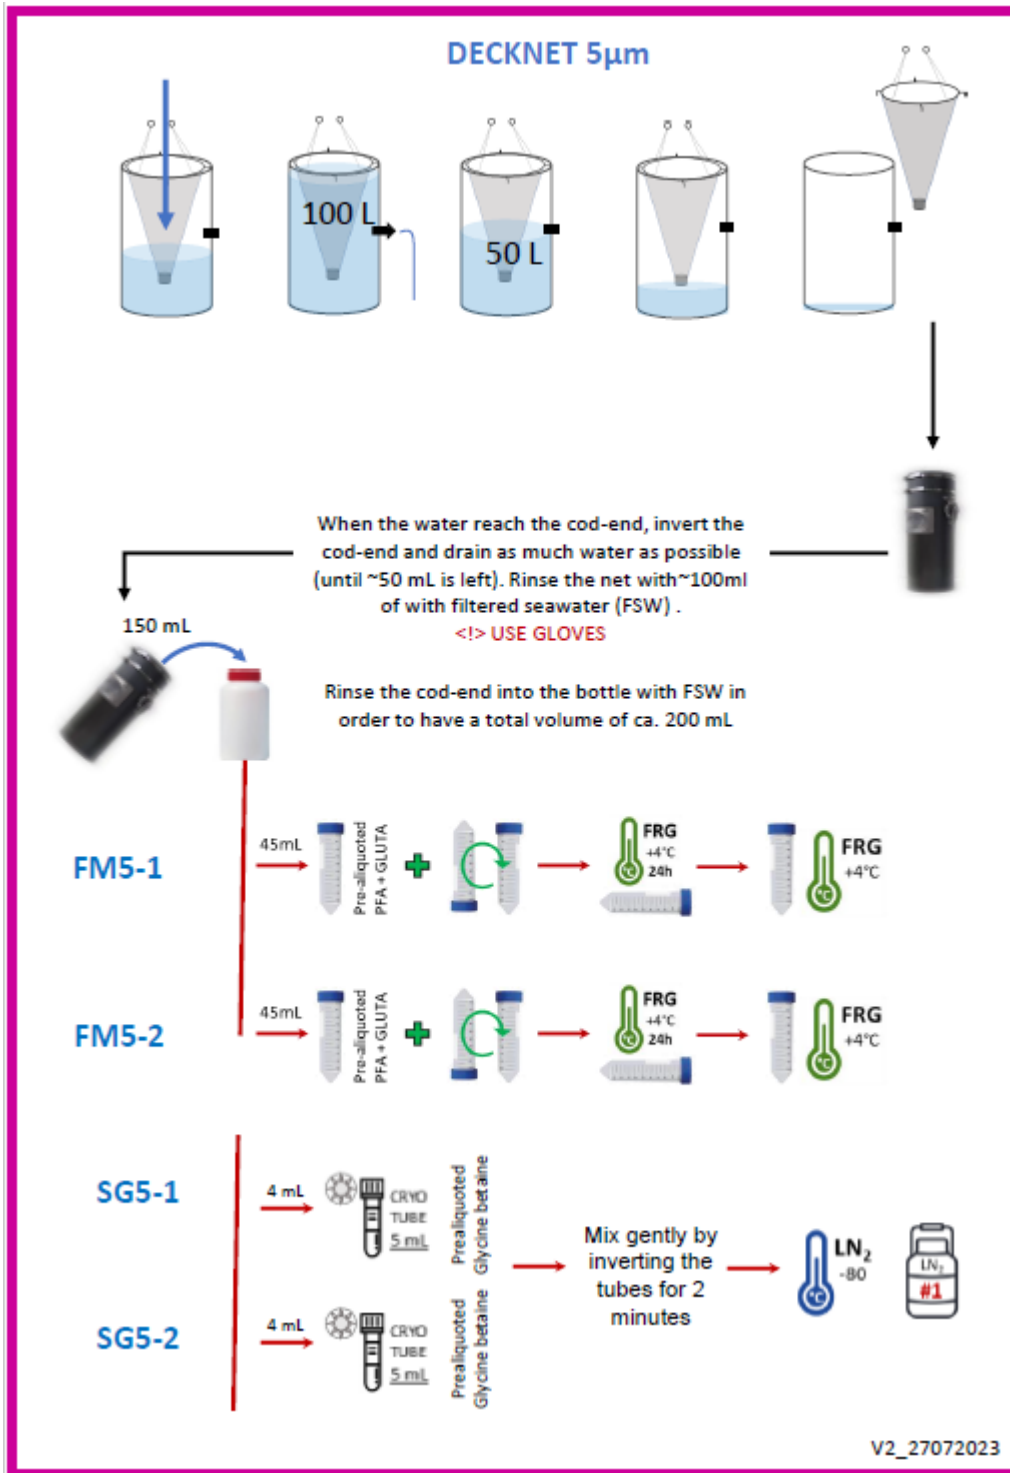 DECKNET 5µm
100 L
50 L
When the water reach the cod-end, invert the
cod-end and drain as much water as possible
(until ~50 mL is left). Rinse the net with~100ml
of with filtered seawater (FSW) .
<!> USE GLOVES
150 mL
Rinse the cod-end into the bottle with FSW in
order to have a total volume of ca. 200 mL
FM5-1
45mL
Pre-aliquoted
PFA + GLUTA
FRG
+4°C
24h
°C
FRG
+4°C
°C
FM5-2
45mL
Pre-aliquoted
PFA + GLUTA
FRG
+4°C
24h
°C
FRG
+4°C
°C
SG5-1
4 mL
CRYO
TUBE
5 mL
Prealiquoted
Glycine betaine
SG5-2
4 mL
CRYO
TUBE
5 mL
Prealiquoted
Glycine betaine
Mix gently by
inverting the
tubes for 2
minutes
LN₂
-80
°C
LN₂
#1
V2_27072023